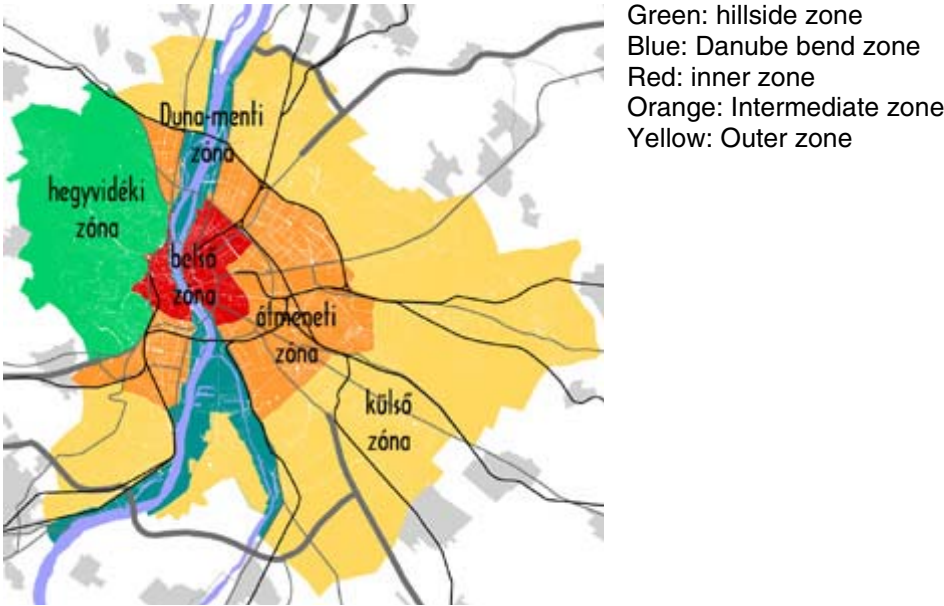 Duna-menti
zóna
hegyvidéki
zóna
belső
zóna
átmeneti
zóna
külső
zóna
Green: hillside zone
Blue: Danube bend zone
Red: inner zone
Orange: Intermediate zone
Yellow: Outer zone